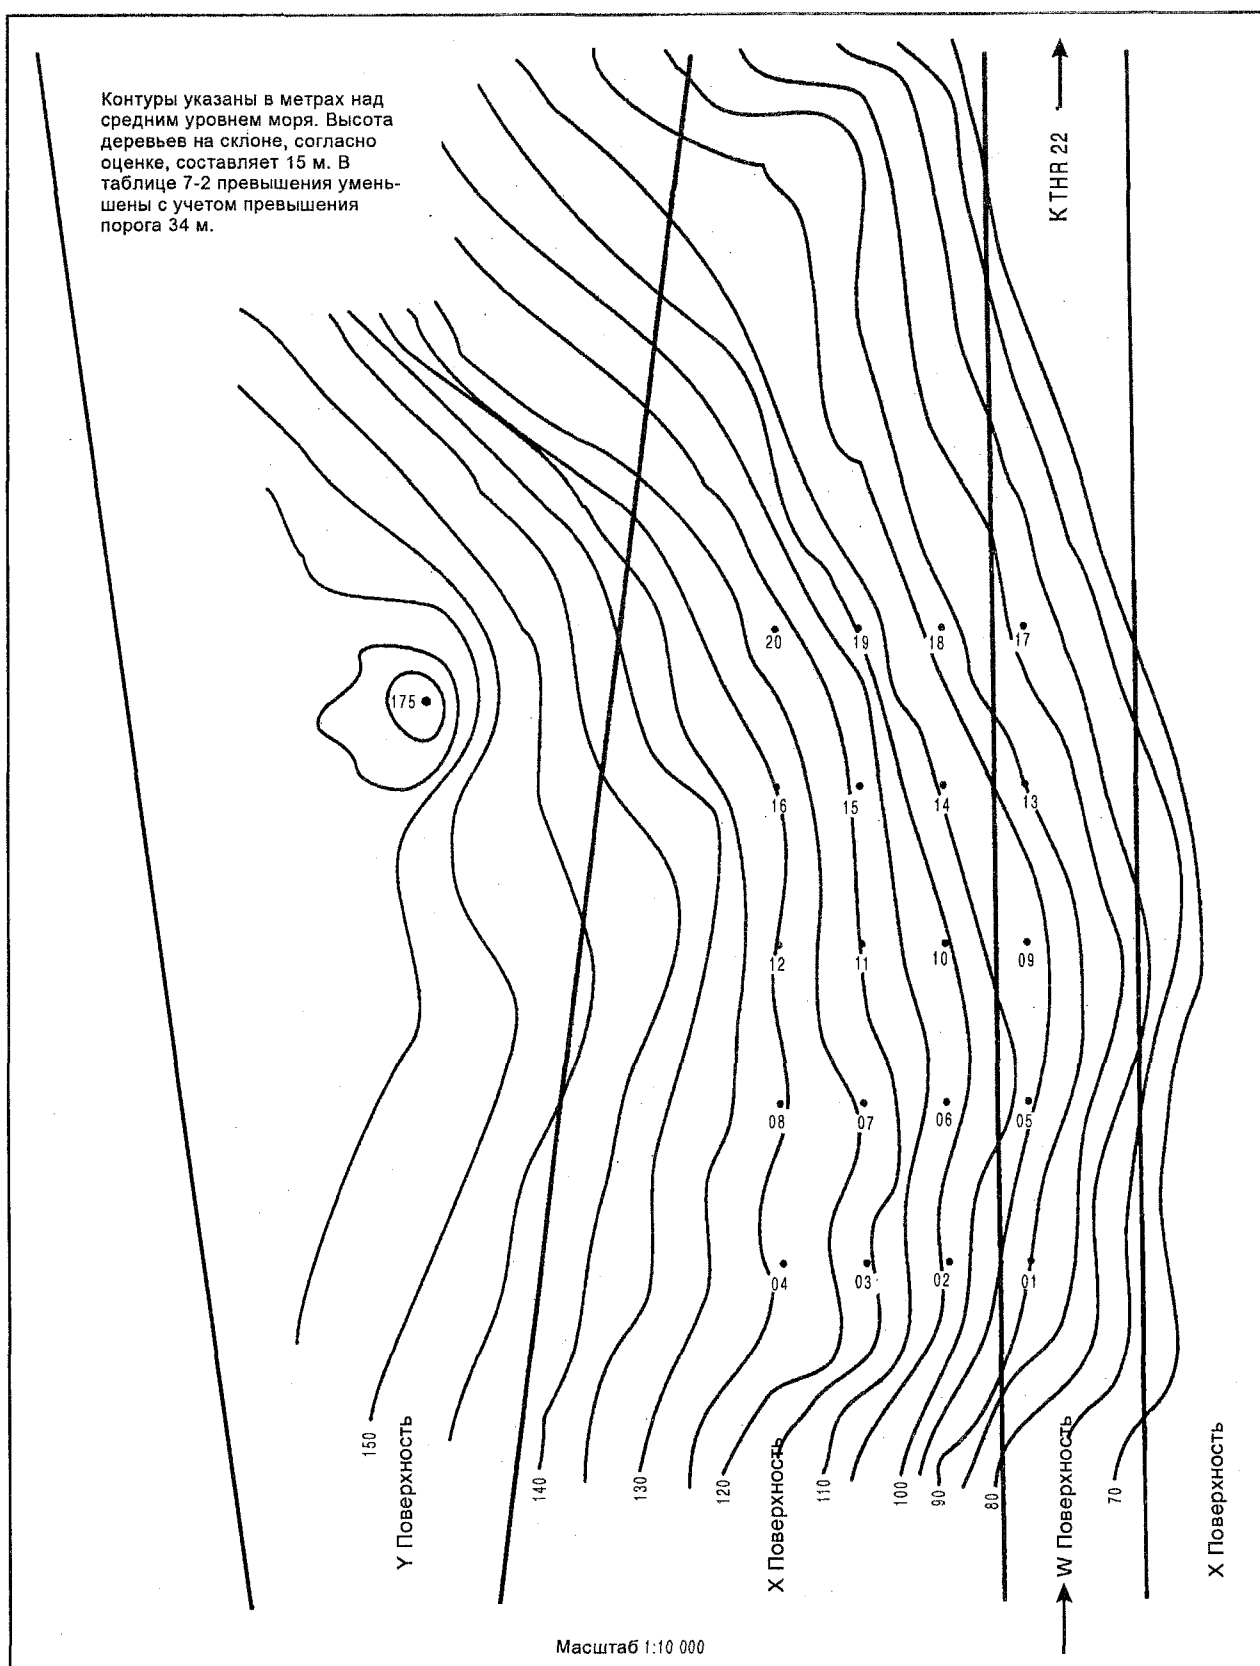 Контуры указаны в метрах над
средним уровнем моря. Высота
деревьев на склоне, согласно
оценке, составляет 15 м. В
таблице 7-2 превышения умень-
шены с учетом превышения
порога 34 м.
K THR 22
20
19
18
17
175
16
15
14
13
12
11
10
09
08
07
06
05
04
03
02
01
150
140
130
120
110
100
90
80
70
Y Поверхность
X Поверхность
W Поверхность
X Поверхность
Масштаб 1:10 000